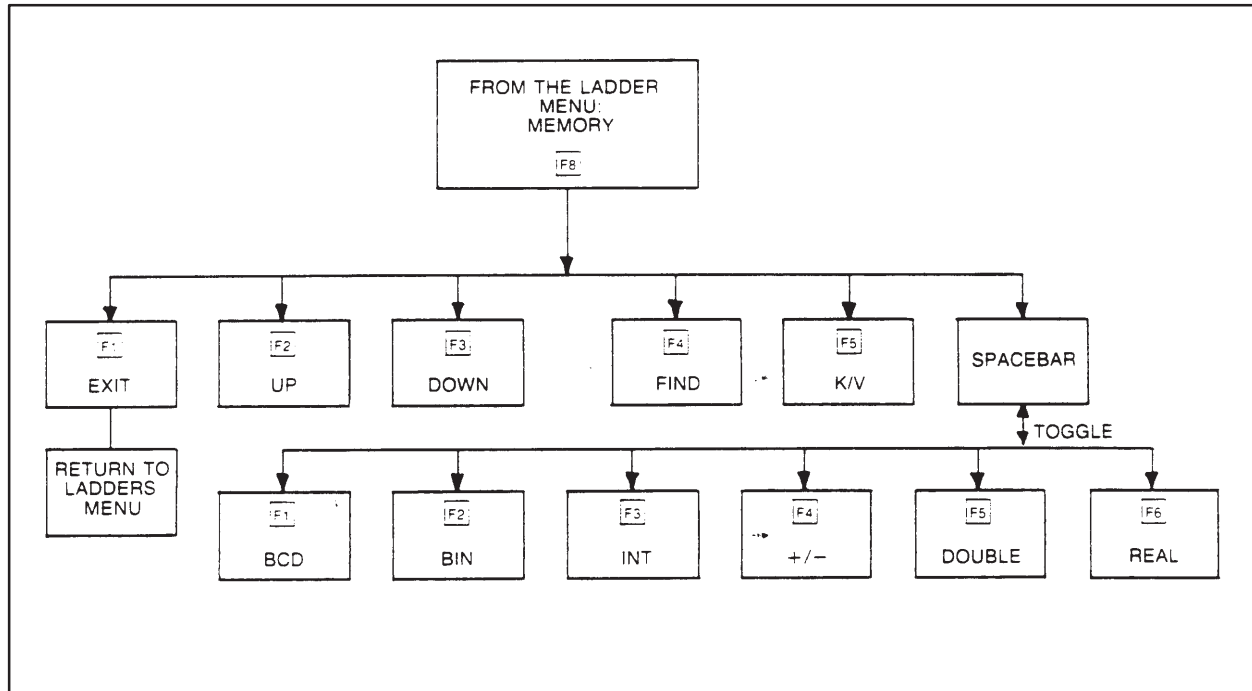 FROM THE LADDER
MENU:
MEMORY
F8
F1
EXIT
F2
UP
F3
DOWN
F4
FIND
F5
K/V
SPACEBAR
TOGGLE
RETURN TO
LADDERS
MENU
F1
BCD
F2
BIN
F3
INT
F4
+/−
F5
DOUBLE
F6
REAL